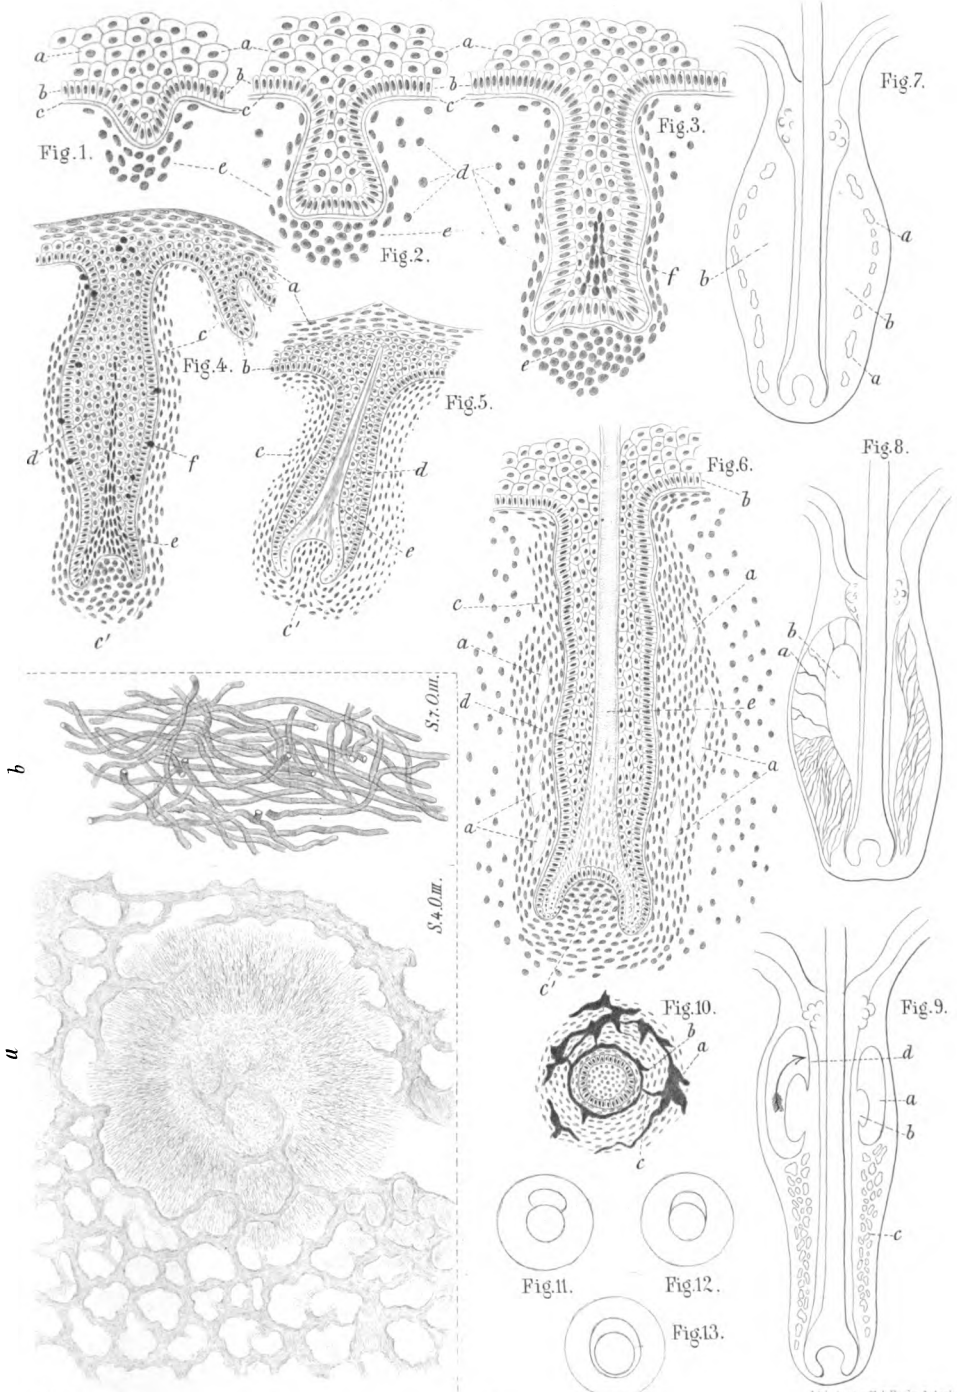 a
a
a
b
b
b
c
c
c
Fig.1.
Fig.3.
e
d
Fig.2.
e
f
e
Fig.7.
a
b
b
a
a
c
Fig.4.
b
Fig.5.
d
f
c
d
e
e
c'
c'
Fig.6.
b
a
c
a
d
e
a
a
c'
Fig.8.
b
a
b
S.7.O.III.
a
S.4.O.III.
Fig.10.
b
a
c
Fig.9.
d
a
b
c
Fig.11.
Fig.12.
Fig.13.